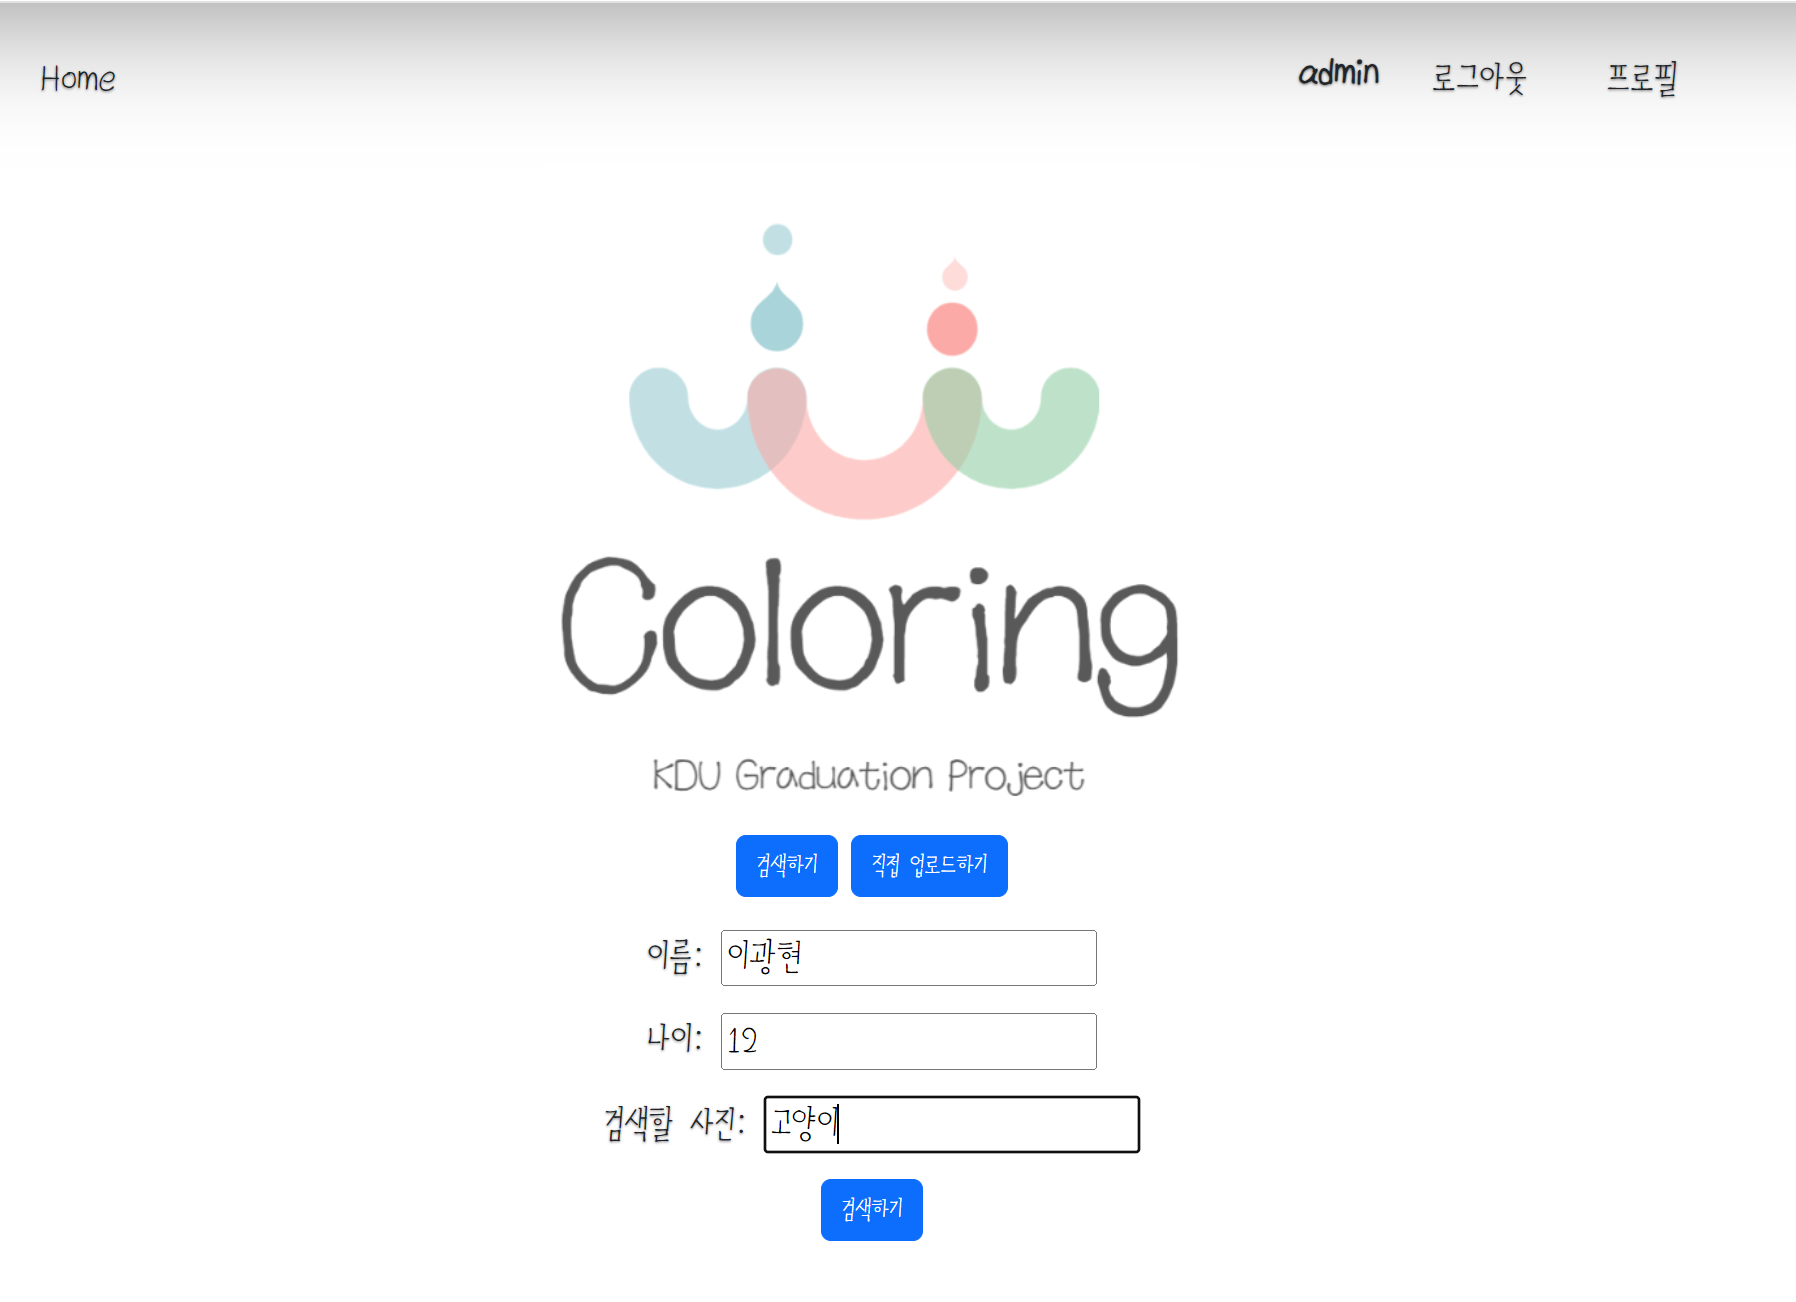 Home admin 로그아웃 프로필
Coloring
KDU Graduation Project
검색하기 직접 업로드하기
이름: 이광현
나이: 12
검색할 사진: 고양이
검색하기